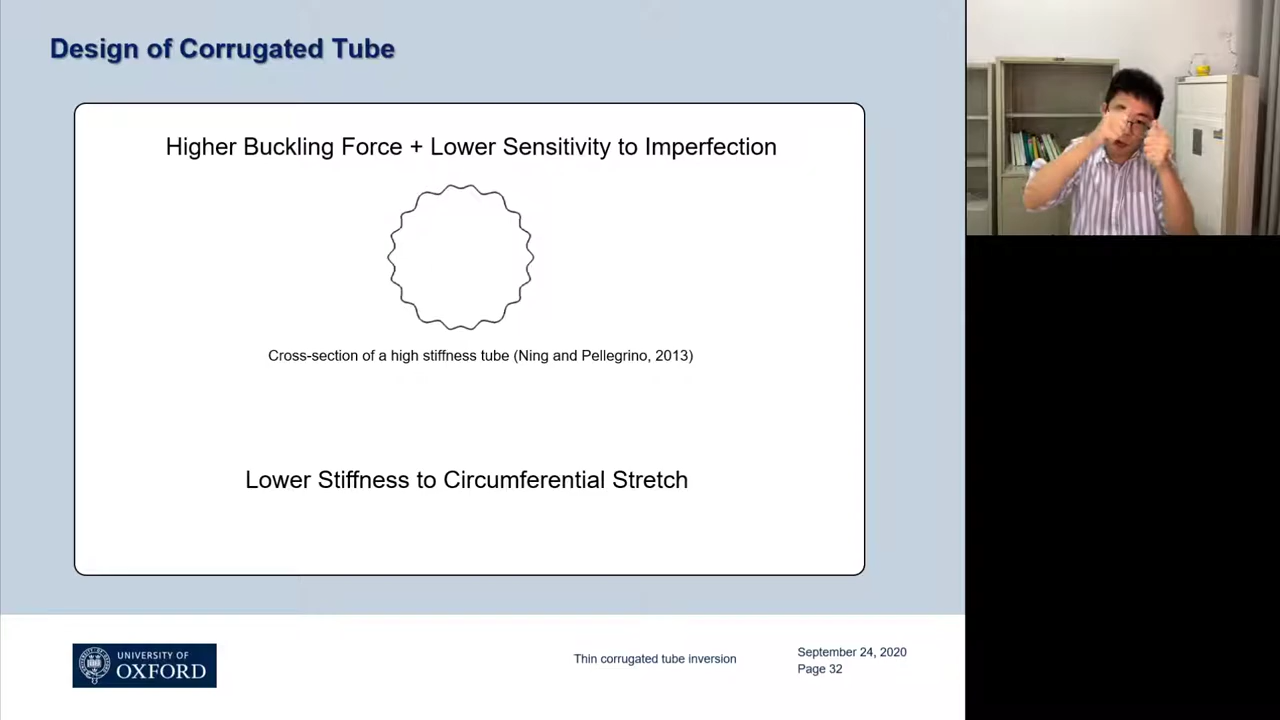 Design of Corrugated Tube
Higher Buckling Force + Lower Sensitivity to Imperfection
Cross-section of a high stiffness tube (Ning and Pellegrino, 2013)
Lower Stiffness to Circumferential Stretch
UNIVERSITY OF
OXFORD
Thin corrugated tube inversion
September 24, 2020
Page 32